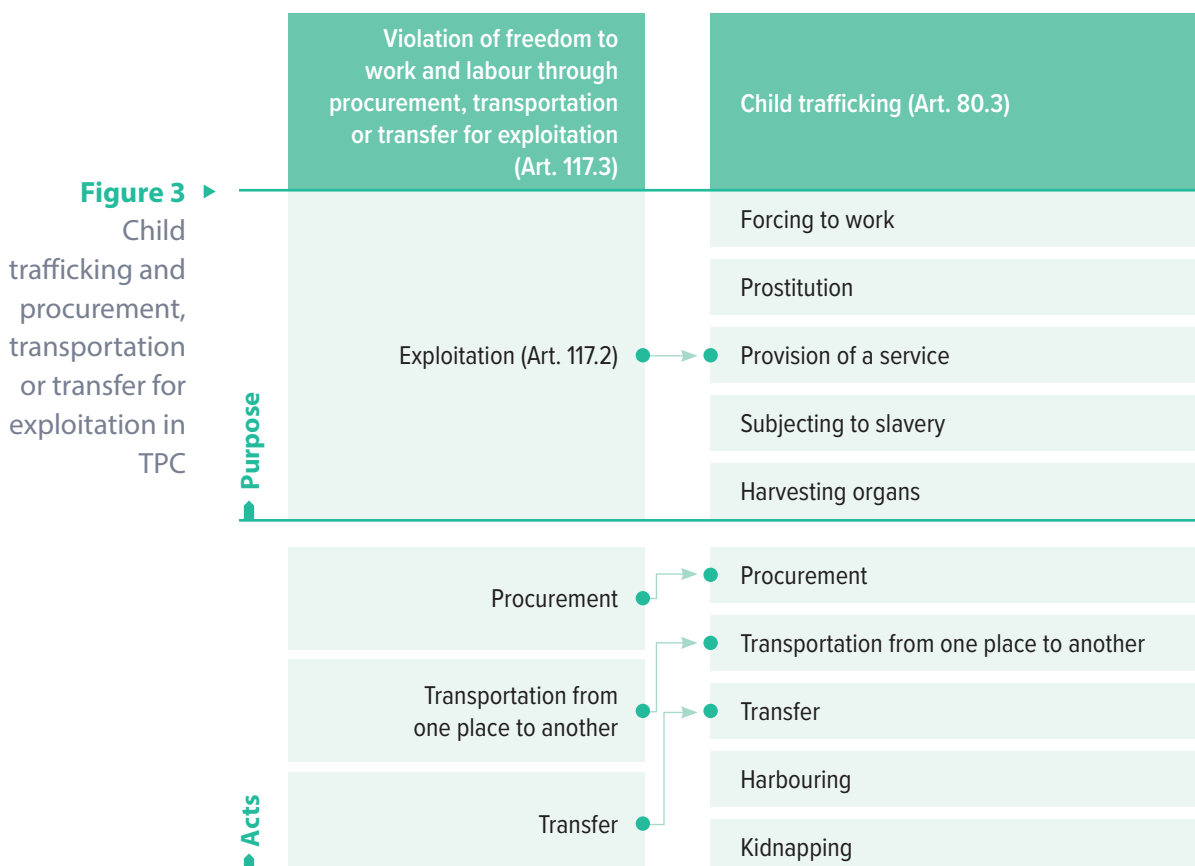 Violation of freedom to
work and labour through
procurement, transportation
or transfer for exploitation
(Art. 117.3)
Child trafficking (Art. 80.3)
Figure 3
Child
trafficking and
procurement,
transportation
or transfer for
exploitation in
TPC
Purpose
Exploitation (Art. 117.2)
Forcing to work
Prostitution
Provision of a service
Subjecting to slavery
Harvesting organs
Acts
Procurement
Transportation from
one place to another
Transfer
Procurement
Transportation from one place to another
Transfer
Harbouring
Kidnapping